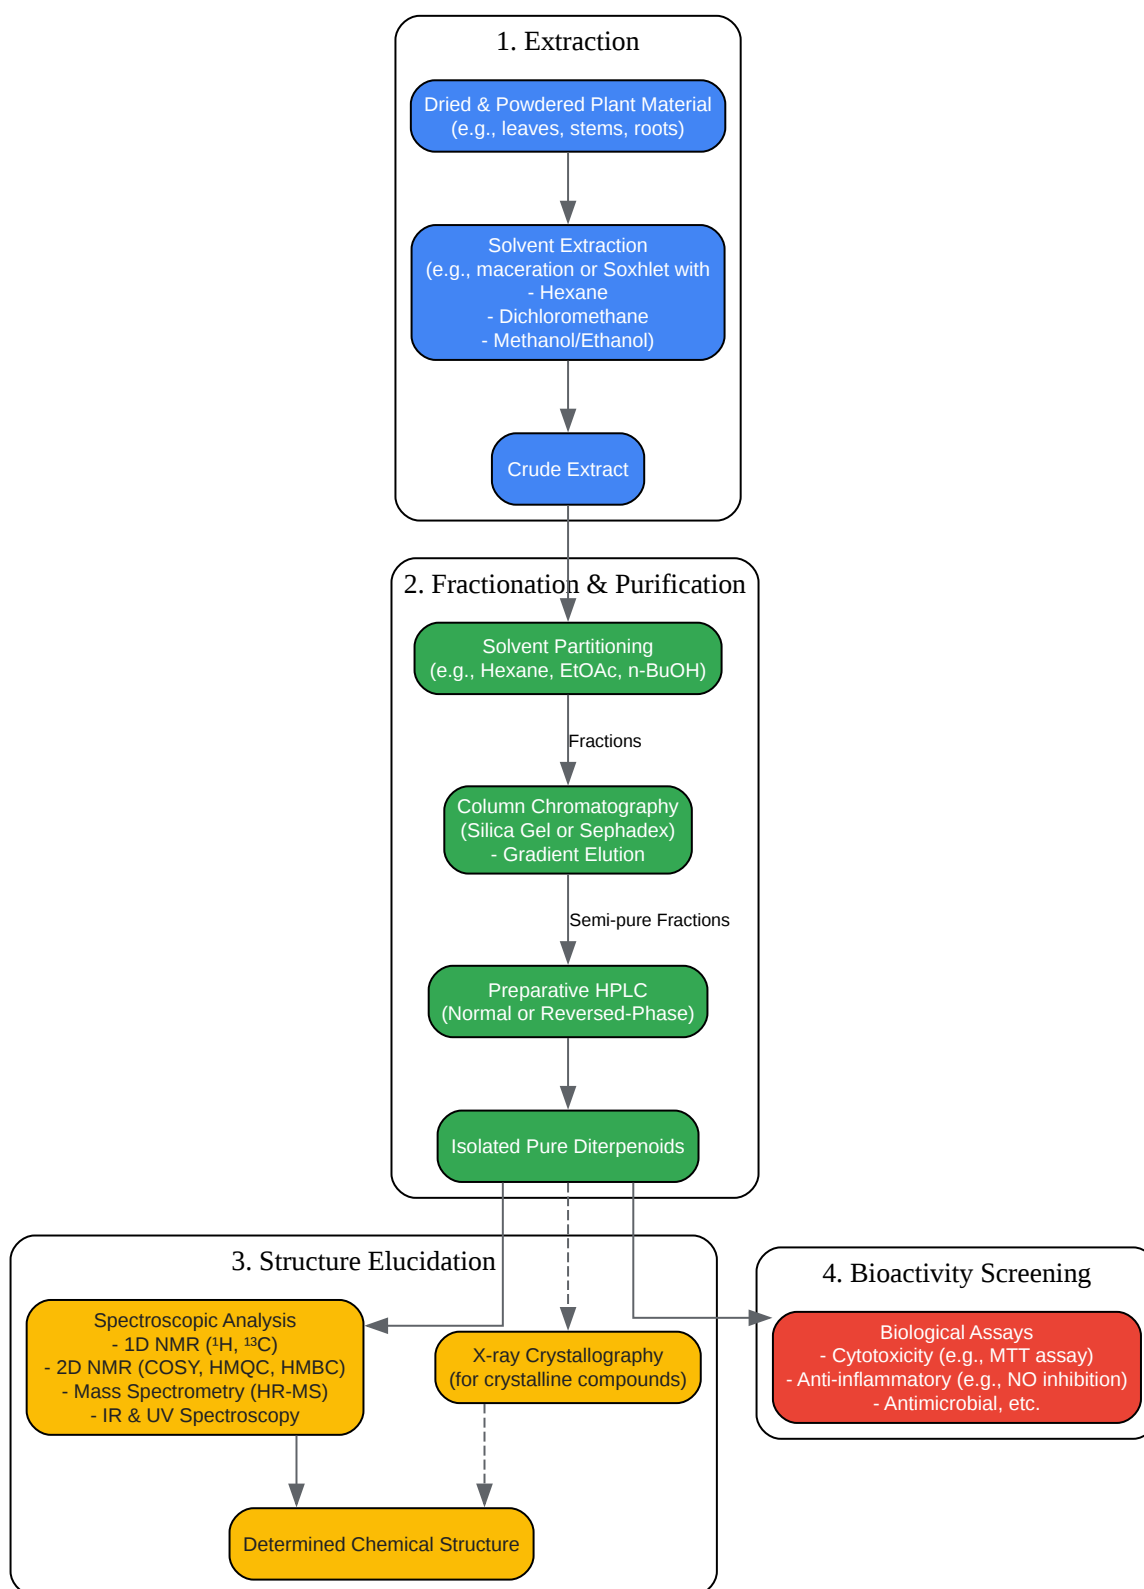 1. Extraction
Dried & Powdered Plant Material
(e.g., leaves, stems, roots)
Solvent Extraction
(e.g., maceration or Soxhlet with
- Hexane
- Dichloromethane
- Methanol/Ethanol)
Crude Extract
2. Fractionation & Purification
Solvent Partitioning
(e.g., Hexane, EtOAc, n-BuOH)
Fractions
Column Chromatography
(Silica Gel or Sephadex)
- Gradient Elution
Semi-pure Fractions
Preparative HPLC
(Normal or Reversed-Phase)
Isolated Pure Diterpenoids
3. Structure Elucidation
Spectroscopic Analysis
- 1D NMR (¹H, ¹³C)
- 2D NMR (COSY, HMQC, HMBC)
- Mass Spectrometry (HR-MS)
- IR & UV Spectroscopy
X-ray Crystallography
(for crystalline compounds)
Determined Chemical Structure
4. Bioactivity Screening
Biological Assays
- Cytotoxicity (e.g., MTT assay)
- Anti-inflammatory (e.g., NO inhibition)
- Antimicrobial, etc.